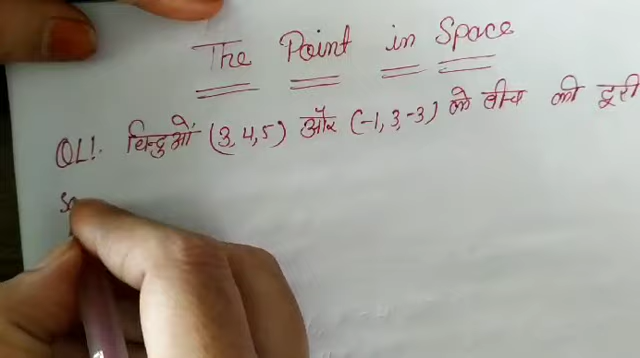 The Point in Space
Q1. बिन्दुओं (3, 4, 5) और (-1, 3, -3) के बीच की दूरी